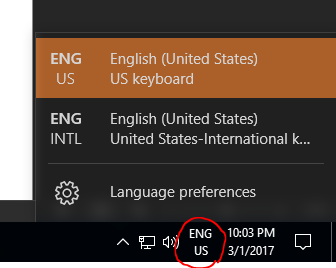 ENG English (United States)
US US keyboard
ENG English (United States)
INTL United States-International k...
Language preferences
ENG 10:03 PM
US 3/1/2017